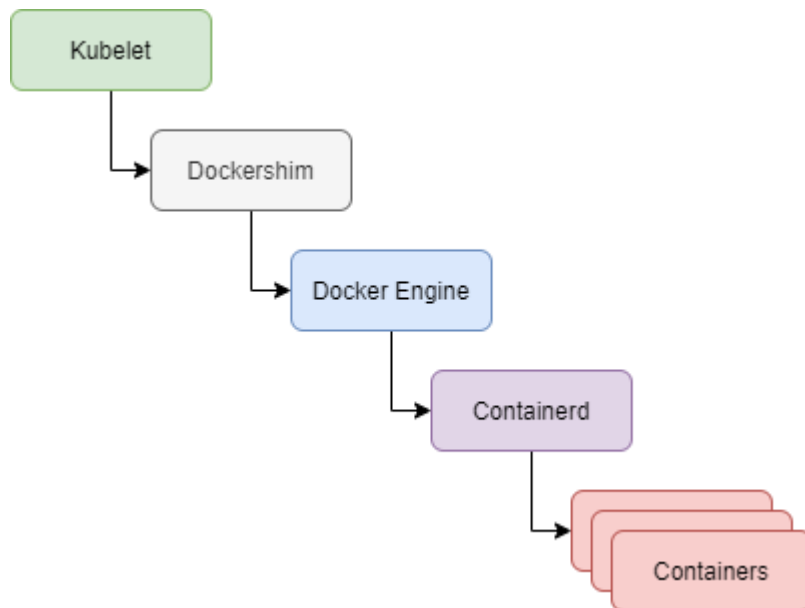 Kubelet
Dockershim
Docker Engine
Containerd
Containers